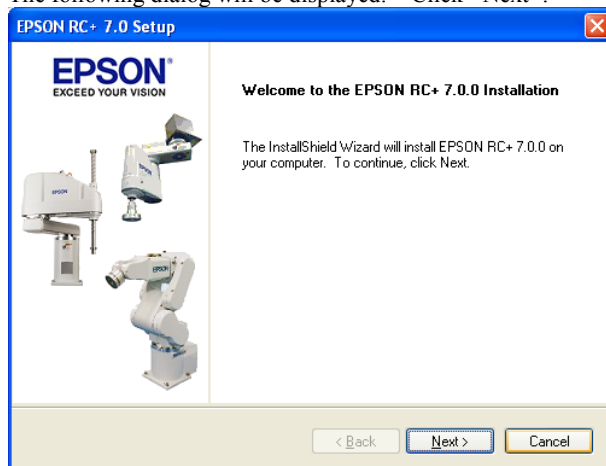 The following dialog will be displayed. Click "Next".
EPSON RC+ 7.0 Setup
EPSON®
EXCEED YOUR VISION
Welcome to the EPSON RC+ 7.0.0 Installation
The InstallShield Wizard will install EPSON RC+ 7.0.0 on
your computer. To continue, click Next.
EPSON
EPSON
< Back
Next >
Cancel